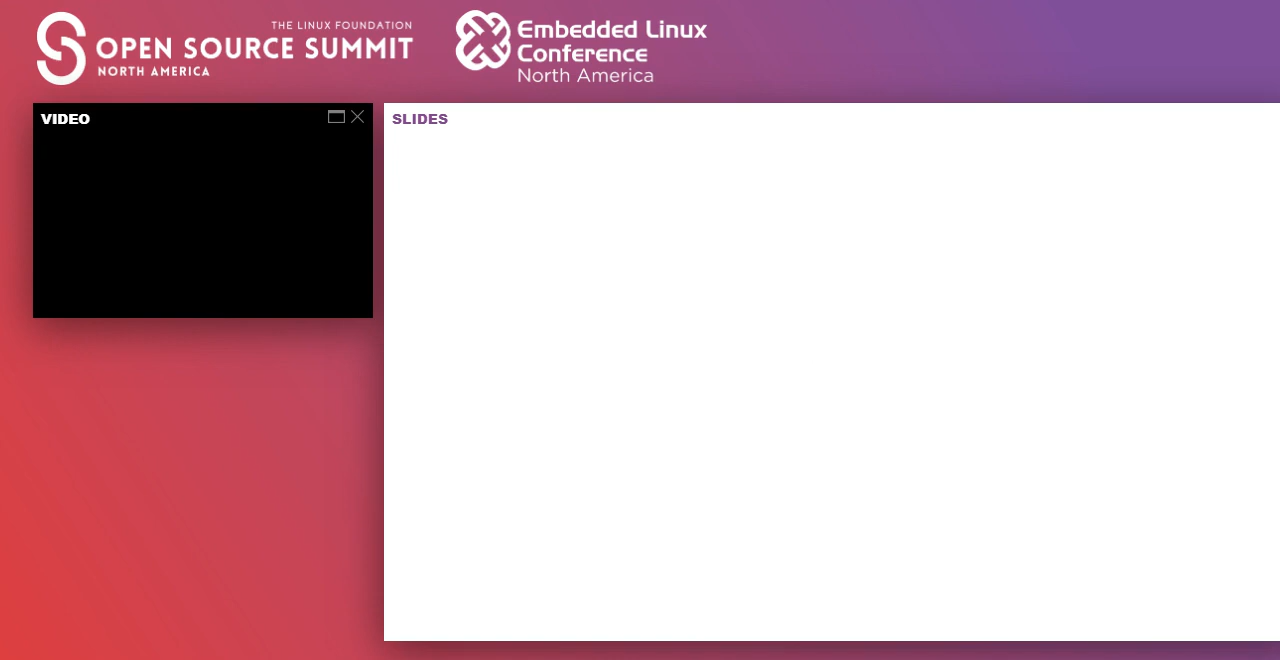 THE LINUX FOUNDATION
OPEN SOURCE SUMMIT
NORTH AMERICA
Embedded Linux
Conference
North America
VIDEO
SLIDES